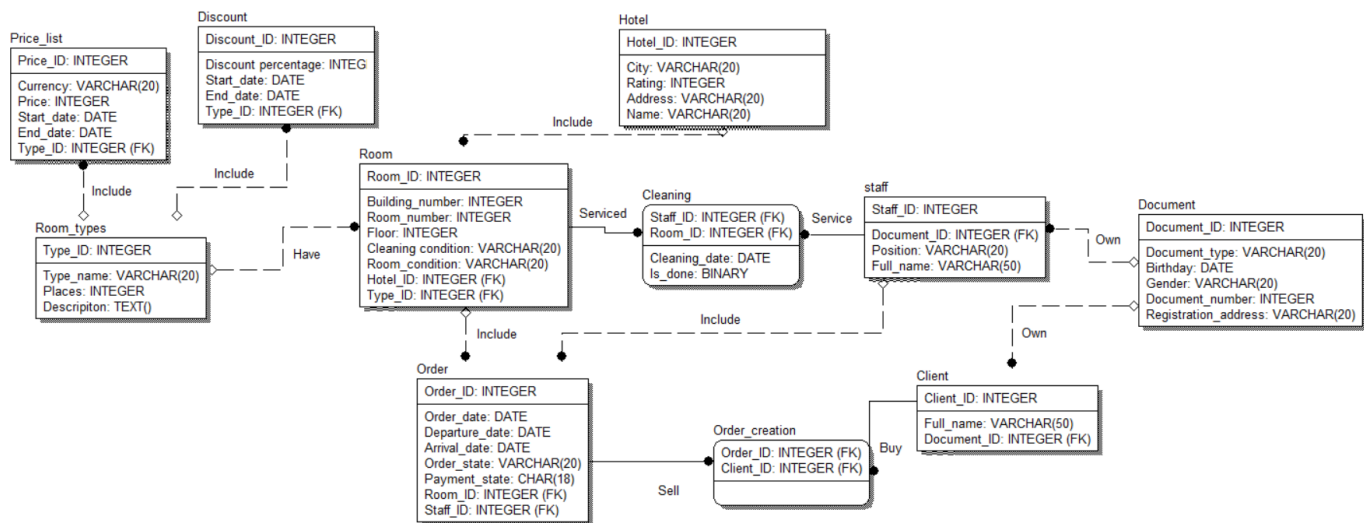 Price_list
Price_ID: INTEGER
Currency: VARCHAR(20)
Price: INTEGER
Start_date: DATE
End_date: DATE
Type_ID: INTEGER (FK)
Discount
Discount_ID: INTEGER
Discount percentage: INTEG
Start_date: DATE
End_date: DATE
Type_ID: INTEGER (FK)
Hotel
Hotel_ID: INTEGER
City: VARCHAR(20)
Rating: INTEGER
Address: VARCHAR(20)
Name: VARCHAR(20)
Include
Include
Include
Room_types
Type_ID: INTEGER
Type_name: VARCHAR(20)
Places: INTEGER
Descripiton: TEXT()
Have
Room
Room_ID: INTEGER
Building_number: INTEGER
Room_number: INTEGER
Floor: INTEGER
Cleaning condition: VARCHAR(20)
Room_condition: VARCHAR(20)
Hotel_ID: INTEGER (FK)
Type_ID: INTEGER (FK)
Serviced
Cleaning
Staff_ID: INTEGER (FK)
Room_ID: INTEGER (FK)
Cleaning_date: DATE
Is_done: BINARY
Service
staff
Staff_ID: INTEGER
Document_ID: INTEGER (FK)
Position: VARCHAR(20)
Full_name: VARCHAR(50)
Own
Document
Document_ID: INTEGER
Document_type: VARCHAR(20)
Birthday: DATE
Gender: VARCHAR(20)
Document_number: INTEGER
Registration_address: VARCHAR(20)
Include
Include
Own
Order
Order_ID: INTEGER
Order_date: DATE
Departure_date: DATE
Arrival_date: DATE
Order_state: VARCHAR(20)
Payment_state: CHAR(18)
Room_ID: INTEGER (FK)
Staff_ID: INTEGER (FK)
Sell
Order_creation
Order_ID: INTEGER (FK)
Client_ID: INTEGER (FK)
Buy
Client
Client_ID: INTEGER
Full_name: VARCHAR(50)
Document_ID: INTEGER (FK)